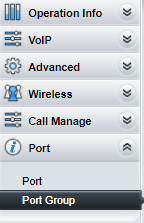 Operation Info
VoIP
Advanced
Wireless
Call Manage
Port
Port
Port Group